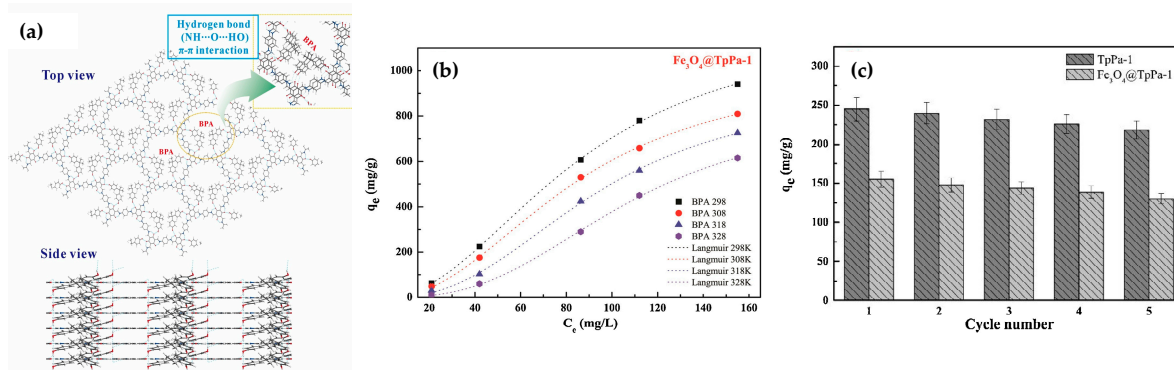 (a)
Hydrogen bond
(NH···O···HO)
π-π interaction
BPA
Top view
BPA
BPA
Side view
(b)
Fe3O4@TpPa-1
1000
800
600
400
200
0
qe (mg/g)
BPA 298
BPA 308
BPA 318
BPA 328
Langmuir 298K
Langmuir 308K
Langmuir 318K
Langmuir 328K
20 40 60 80 100 120 140 160
Ce (mg/L)
(c)
TpPa-1
Fe3O4@TpPa-1
300
250
200
150
100
50
0
qe (mg/g)
1 2 3 4 5
Cycle number